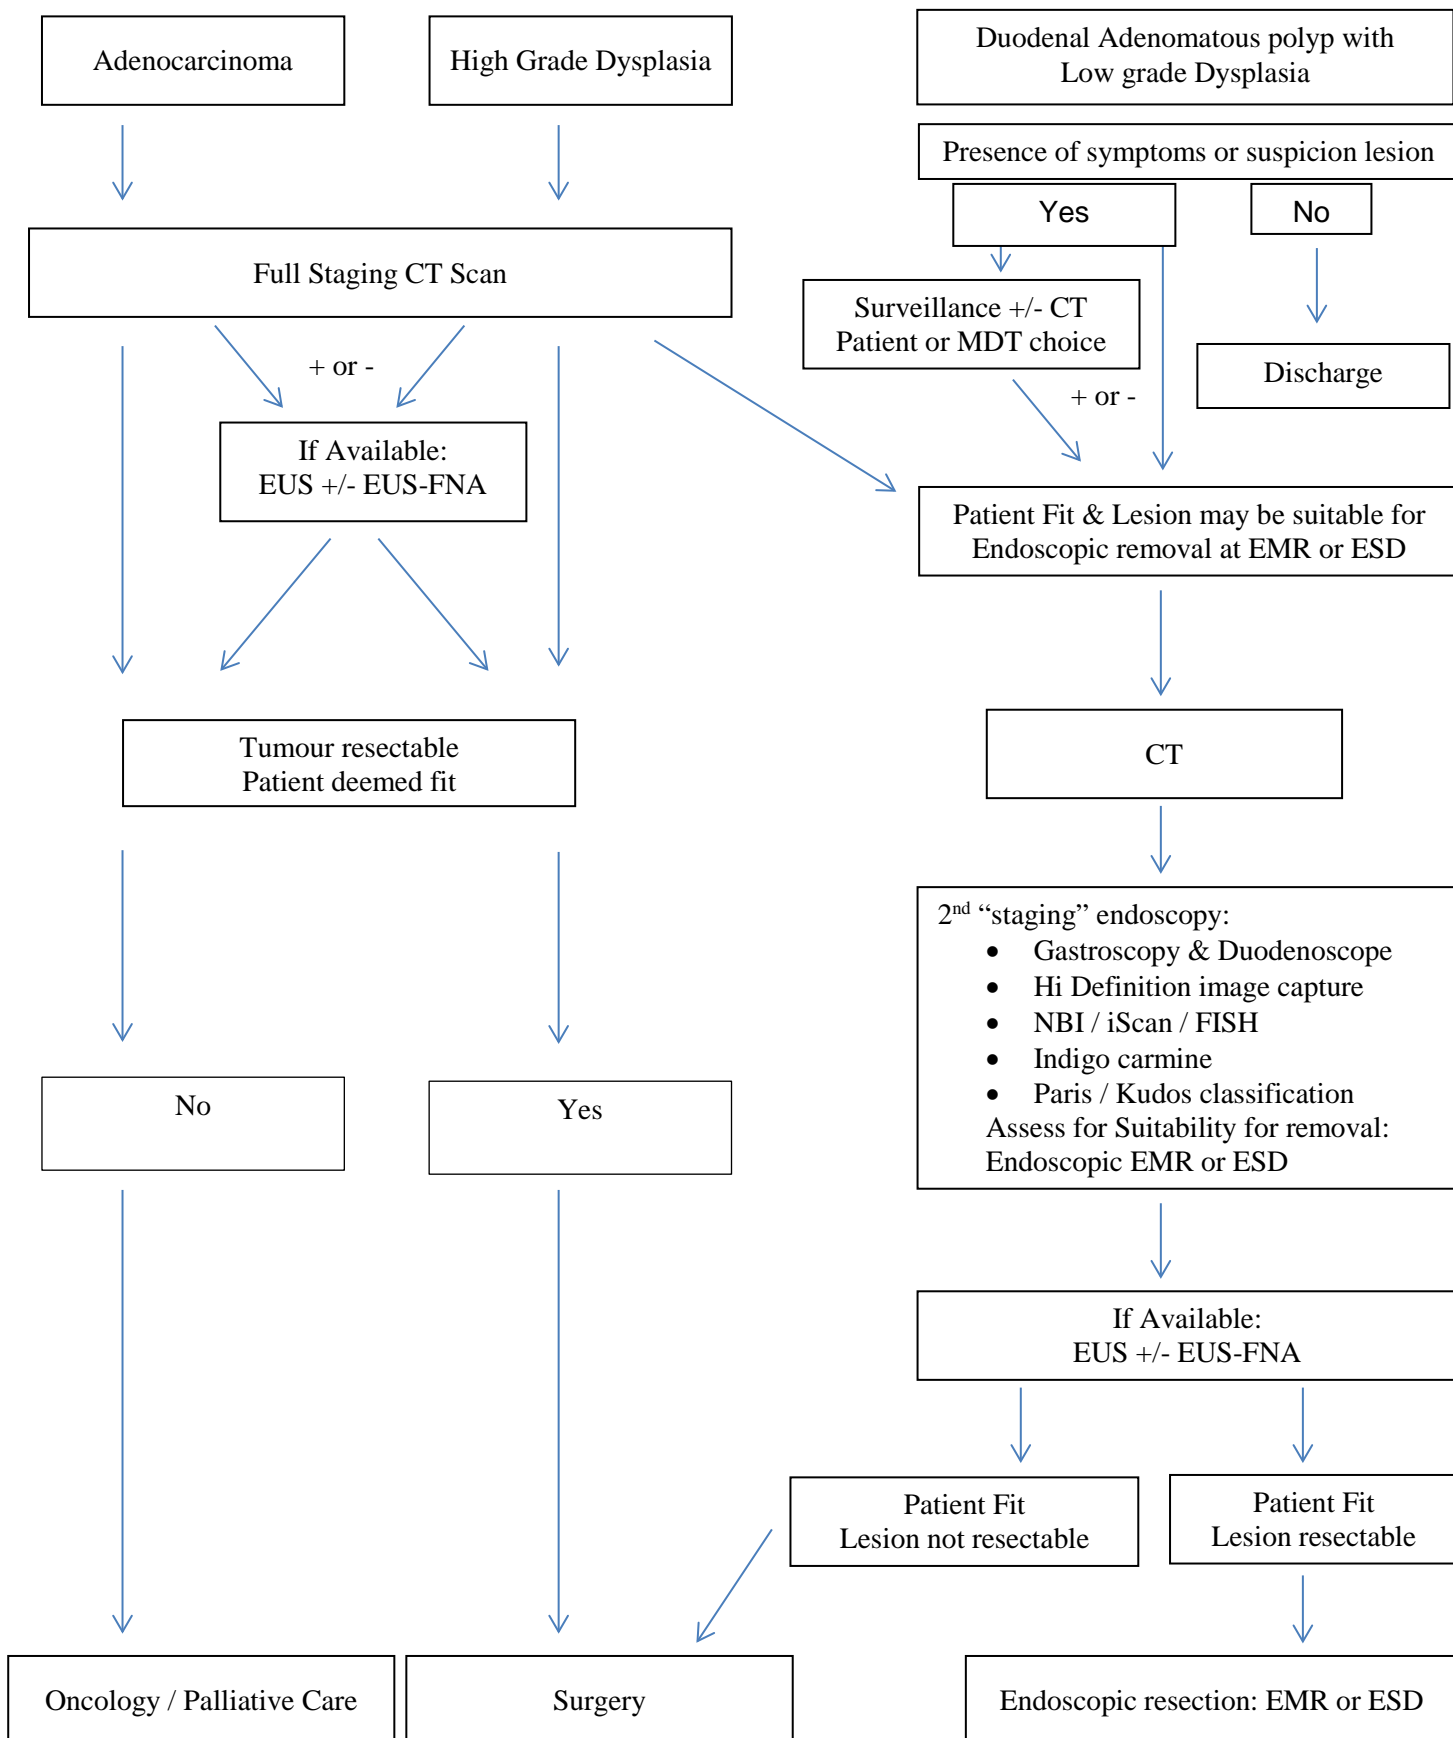 Adenocarcinoma
High Grade Dysplasia
Duodenal Adenomatous polyp with
Low grade Dysplasia
Presence of symptoms or suspicion lesion
Yes
No
Full Staging CT Scan
Surveillance +/- CT
Patient or MDT choice
Discharge
+ or -
+ or -
If Available:
EUS +/- EUS-FNA
Patient Fit & Lesion may be suitable for
Endoscopic removal at EMR or ESD
Tumour resectable
Patient deemed fit
CT
2nd “staging” endoscopy:
• Gastroscopy & Duodenoscope
• Hi Definition image capture
• NBI / iScan / FISH
• Indigo carmine
• Paris / Kudos classification
Assess for Suitability for removal:
Endoscopic EMR or ESD
No
Yes
If Available:
EUS +/- EUS-FNA
Patient Fit
Lesion not resectable
Patient Fit
Lesion resectable
Oncology / Palliative Care
Surgery
Endoscopic resection: EMR or ESD